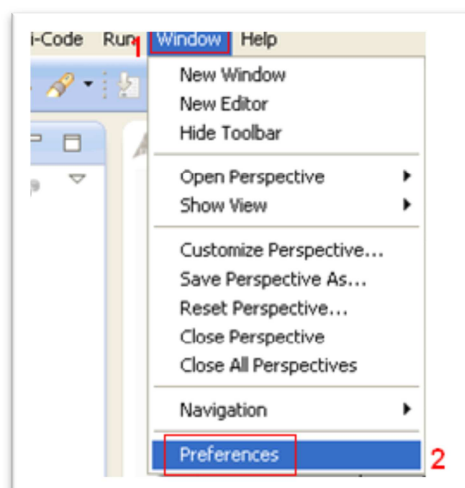 i-Code Run 1 Window Help
New Window
New Editor
Hide Toolbar
Open Perspective
Show View
Customize Perspective...
Save Perspective As...
Reset Perspective...
Close Perspective
Close All Perspectives
Navigation
Preferences 2